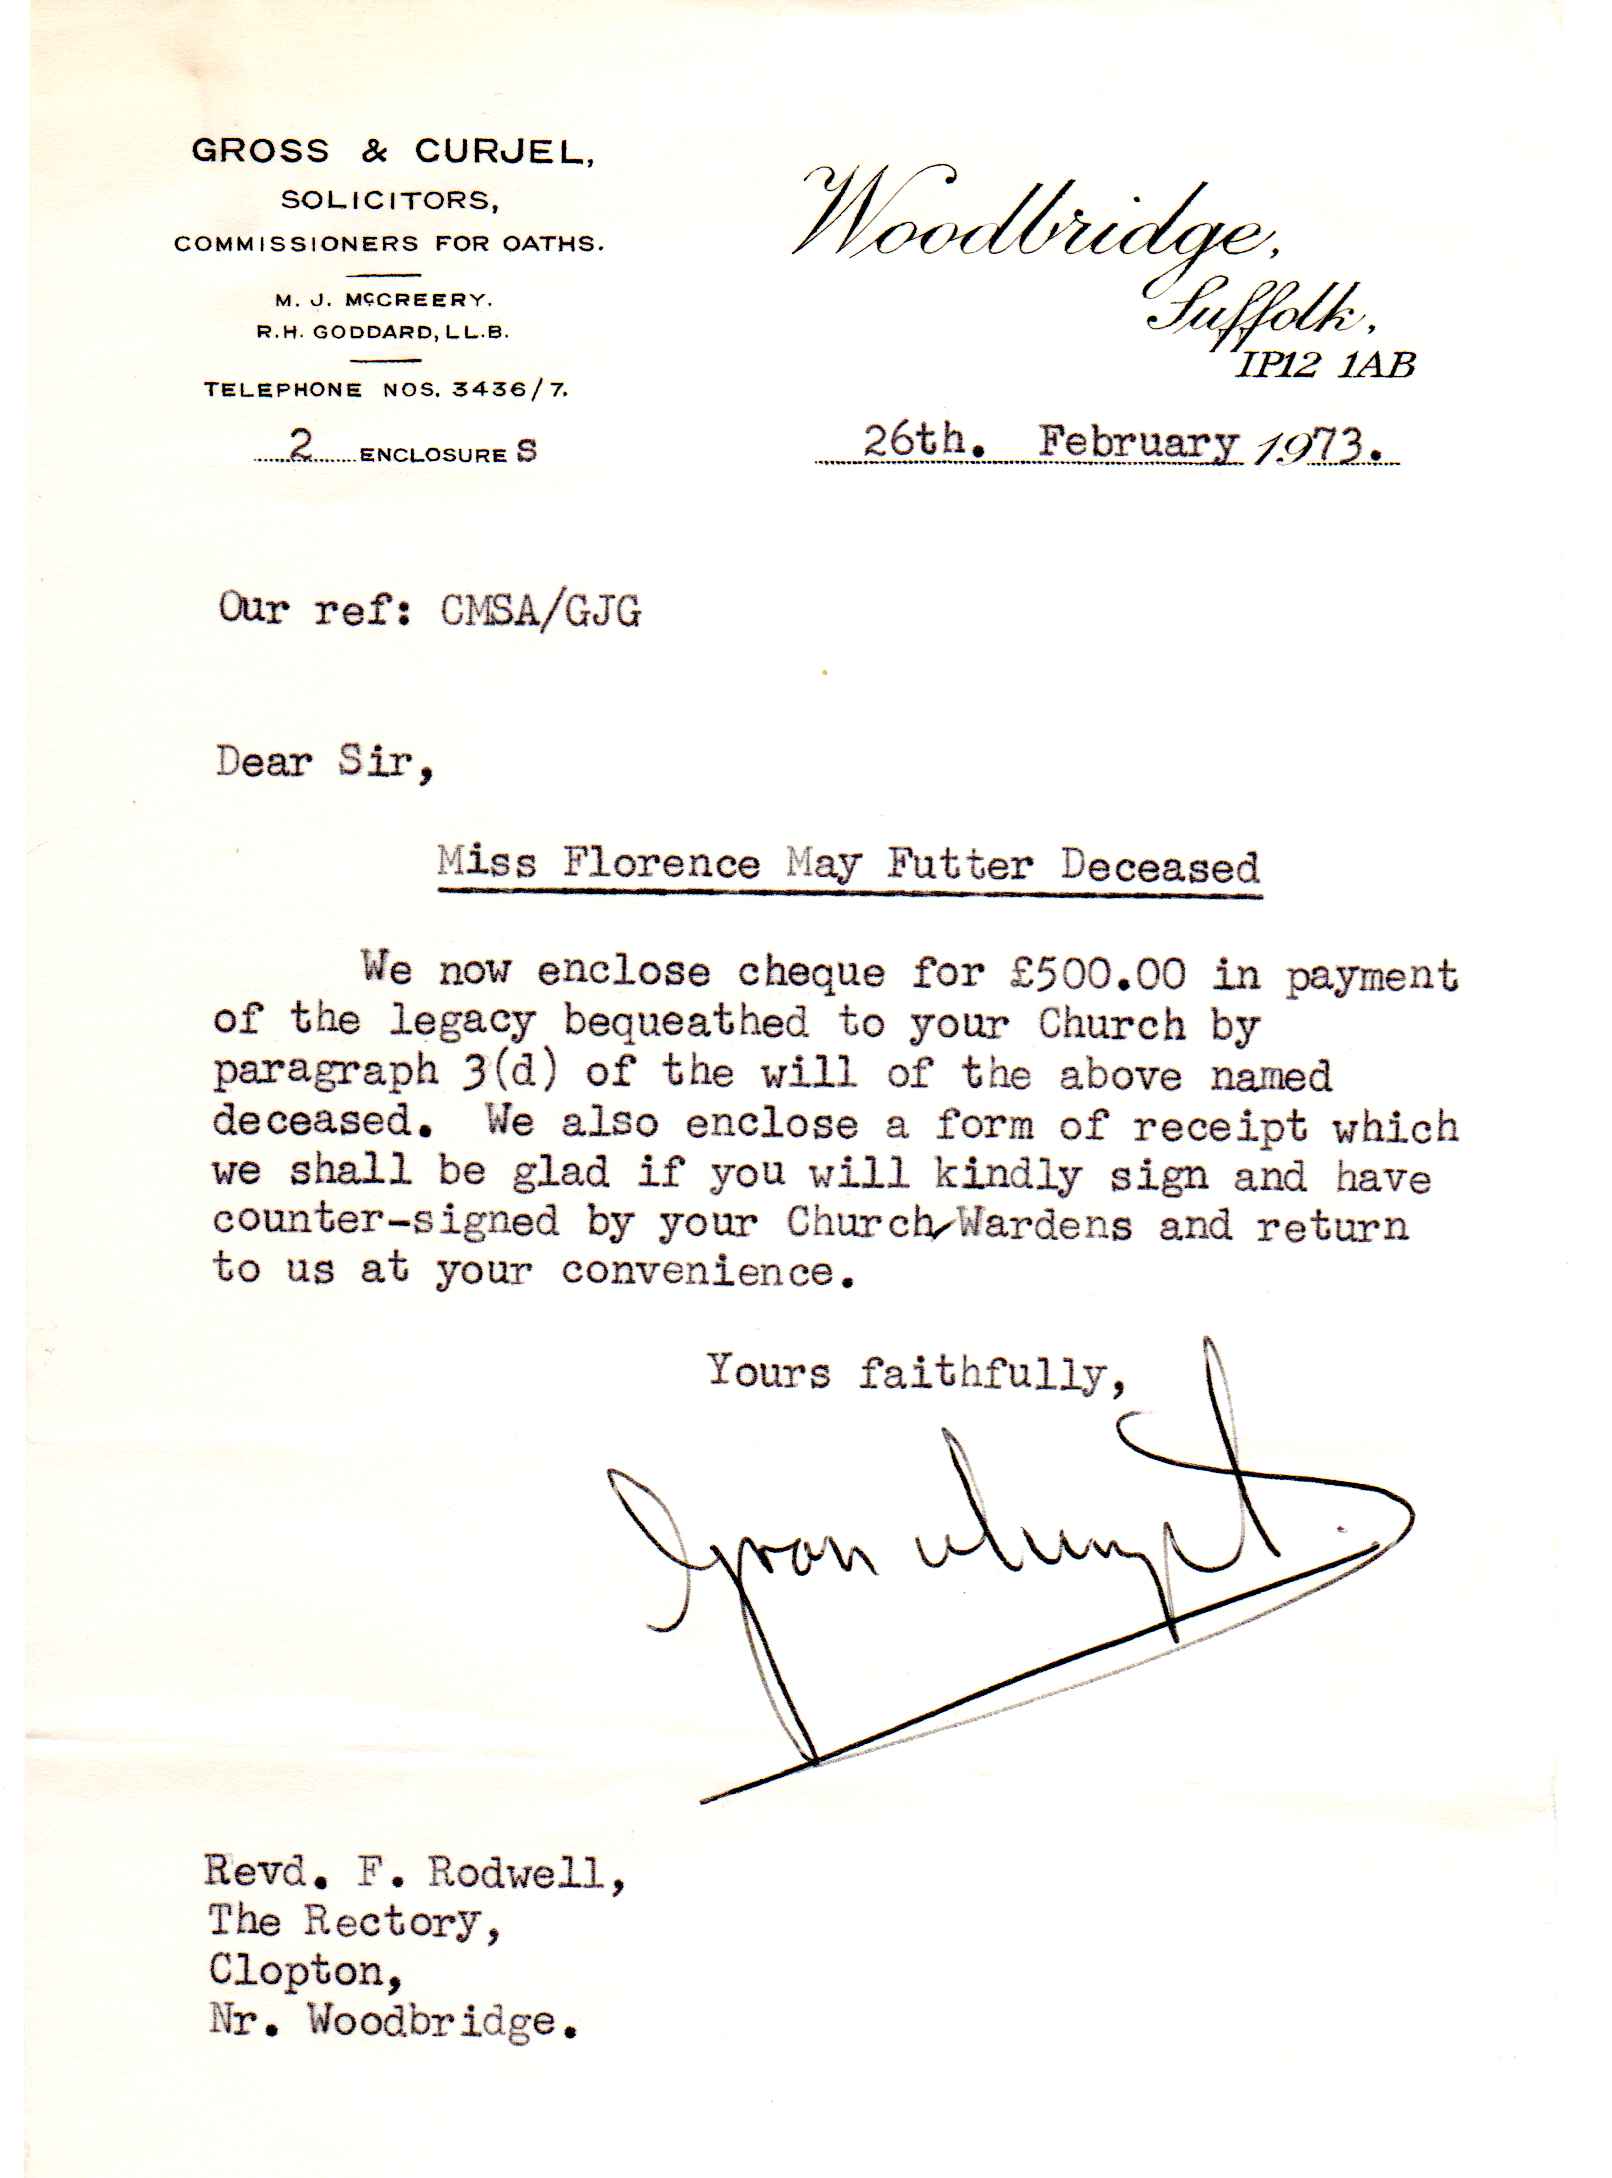 GROSS & CURJEL,
SOLICITORS,
COMMISSIONERS FOR OATHS.
M. J. McCREERY.
R.H. GODDARD, LL.B.
TELEPHONE NOS. 3436/7.
2 ENCLOSURE S
Woodbridge,
Suffolk,
IP12 1AB
26th. February 1973.
Our ref: CMSA/GJG
Dear Sir,
Miss Florence May Futter Deceased
We now enclose cheque for £500.00 in payment
of the legacy bequeathed to your Church by
paragraph 3(d) of the will of the above named
deceased. We also enclose a form of receipt which
we shall be glad if you will kindly sign and have
counter-signed by your Church Wardens and return
to us at your convenience.
Yours faithfully,
Revd. F. Rodwell,
The Rectory,
Clopton,
Nr. Woodbridge.